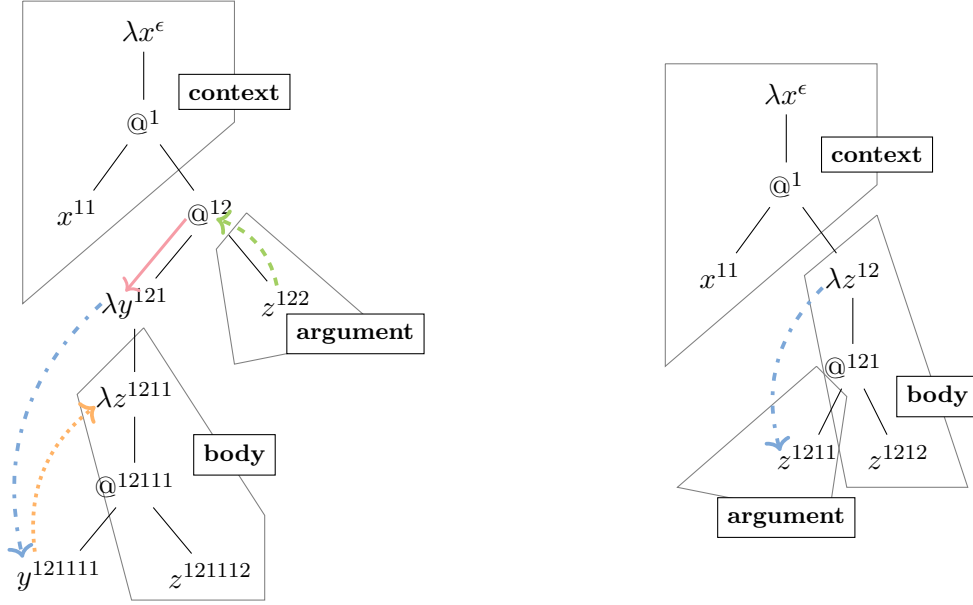 λx^ϵ
context
@^1
x^11
@^12
λy^121
z^122
argument
λz^1211
body
@^12111
y^121111
z^121112
λx^ϵ
context
@^1
x^11
λz^12
@^121
body
z^1211
z^1212
argument